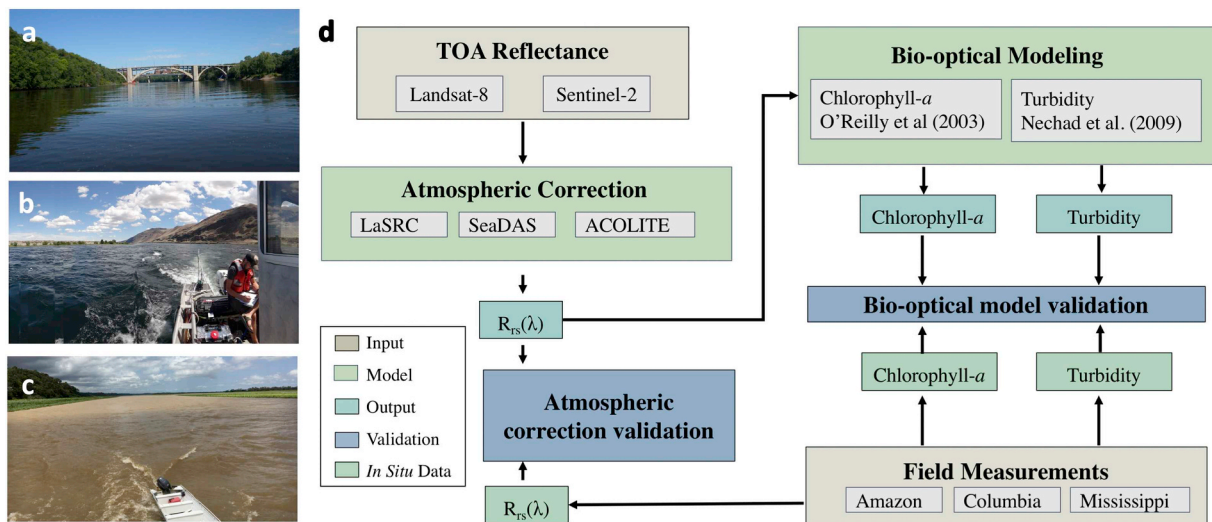 a
b
c
d
TOA Reflectance
Landsat-8
Sentinel-2
Atmospheric Correction
LaSRC
SeaDAS
ACOLITE
Rrs(λ)
Input
Model
Output
Validation
In Situ Data
Atmospheric
correction validation
Rrs(λ)
Bio-optical Modeling
Chlorophyll-a
O'Reilly et al (2003)
Turbidity
Nechad et al. (2009)
Chlorophyll-a
Turbidity
Bio-optical model validation
Chlorophyll-a
Turbidity
Field Measurements
Amazon
Columbia
Mississippi